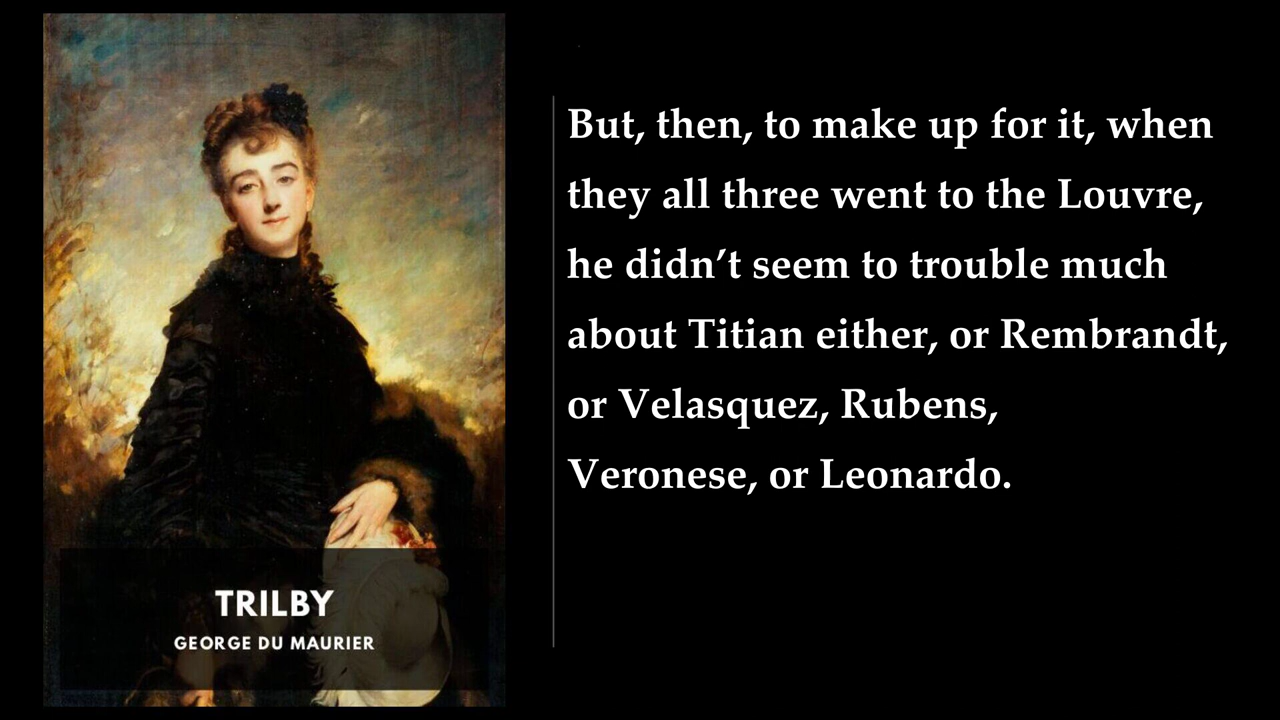 TRILBY
GEORGE DU MAURIER
But, then, to make up for it, when
they all three went to the Louvre,
he didn’t seem to trouble much
about Titian either, or Rembrandt,
or Velasquez, Rubens,
Veronese, or Leonardo.